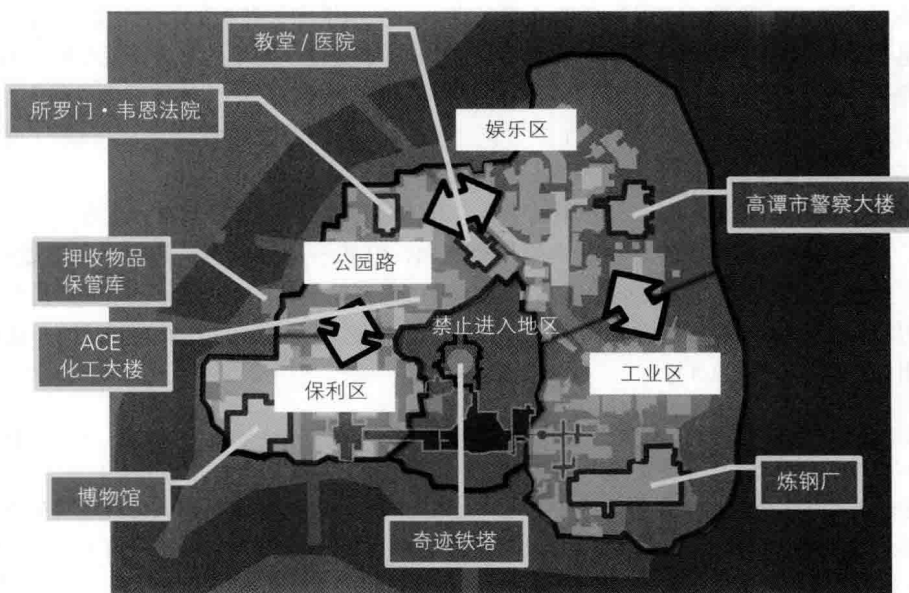 教堂 / 医院
所罗门·韦恩法院
娱乐区
高谭市警察大楼
押收物品
保管库
公园路
禁止进入地区
ACE
化工大楼
保利区
工业区
博物馆
炼钢厂
奇迹铁塔